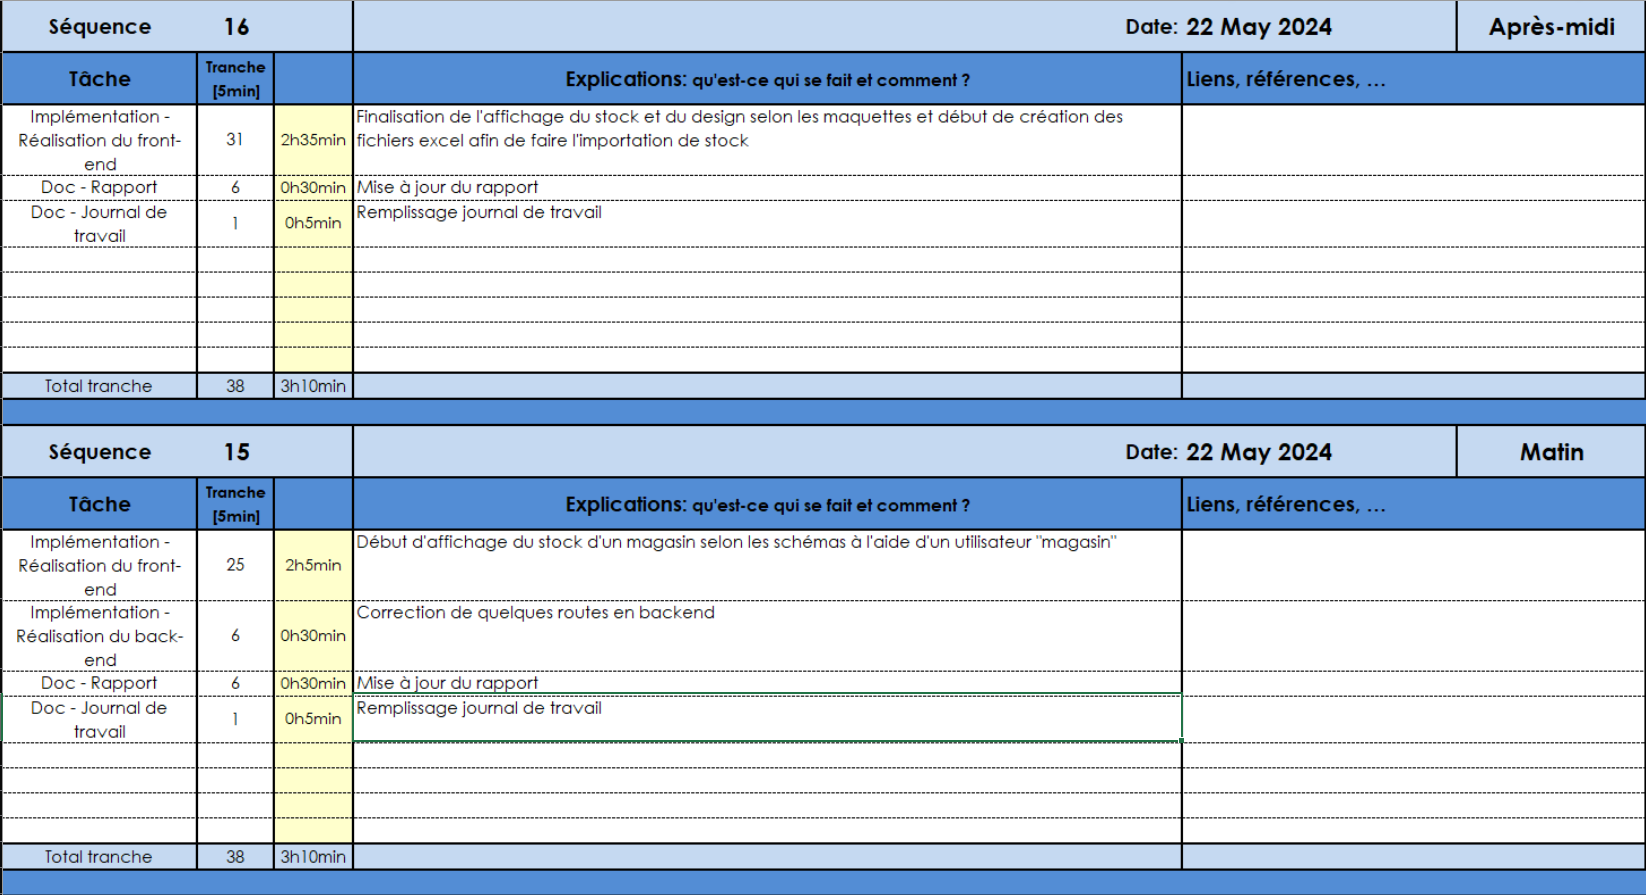 Séquence 16 Date: 22 May 2024 Après-midi
Tâche Tranche [5min] Explications: qu'est-ce qui se fait et comment ? Liens, références, ...
Implémentation -
Réalisation du front-
end
31 2h35min
Finalisation de l'affichage du stock et du design selon les maquettes et début de création des
fichiers excel afin de faire l'importation de stock
Doc - Rapport 6 0h30min Mise à jour du rapport
Doc - Journal de
travail
1 0h5min
Remplissage journal de travail
Total tranche 38 3h10min
Séquence 15 Date: 22 May 2024 Matin
Tâche Tranche [5min] Explications: qu'est-ce qui se fait et comment ? Liens, références, ...
Implémentation -
Réalisation du front-
end
25 2h5min
Début d'affichage du stock d'un magasin selon les schémas à l'aide d'un utilisateur "magasin"
Implémentation -
Réalisation du back-
end
6 0h30min
Correction de quelques routes en backend
Doc - Rapport 6 0h30min Mise à jour du rapport
Doc - Journal de
travail
1 0h5min
Remplissage journal de travail
Total tranche 38 3h10min